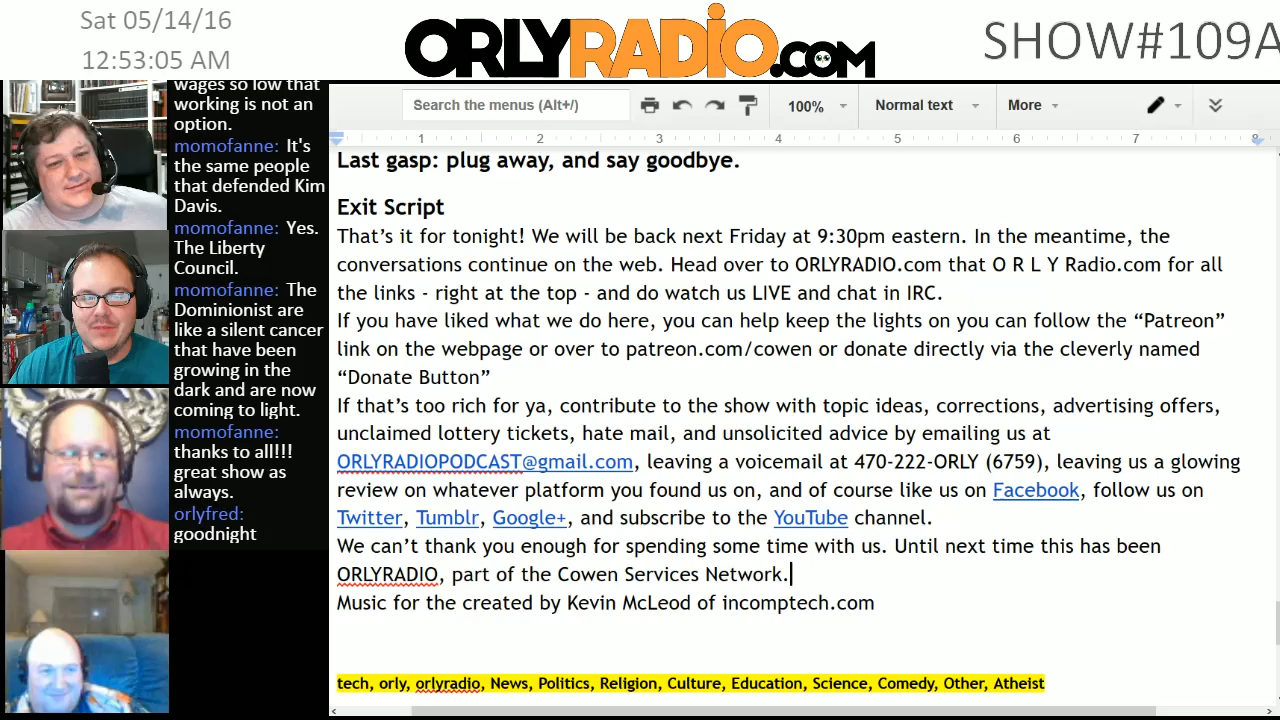 Sat 05/14/16
12:53:05 AM
ORLYRADIO.COM
SHOW#109A
wages so low that
working is not an
option.
momofanne: It's
the same people
that defended Kim
Davis.
momofanne: Yes.
The Liberty
Council.
momofanne: The
Dominionist are
like a silent cancer
that have been
growing in the
dark and are now
coming to light.
momofanne:
thanks to all!!!
great show as
always.
orlyfred:
goodnight
Search the menus (Alt+/)
100%
Normal text
More
1 2 3 4 5 6 7 8
Last gasp: plug away, and say goodbye.
Exit Script
That's it for tonight! We will be back next Friday at 9:30pm eastern. In the meantime, the
conversations continue on the web. Head over to ORLYRADIO.com that O R L Y Radio.com for all
the links - right at the top - and do watch us LIVE and chat in IRC.
If you have liked what we do here, you can help keep the lights on you can follow the “Patreon”
link on the webpage or over to patreon.com/cowen or donate directly via the cleverly named
“Donate Button”
If that's too rich for ya, contribute to the show with topic ideas, corrections, advertising offers,
unclaimed lottery tickets, hate mail, and unsolicited advice by emailing us at
ORLYRADIOPODCAST@gmail.com, leaving a voicemail at 470-222-ORLY (6759), leaving us a glowing
review on whatever platform you found us on, and of course like us on Facebook, follow us on
Twitter, Tumblr, Google+, and subscribe to the YouTube channel.
We can't thank you enough for spending some time with us. Until next time this has been
ORLYRADIO, part of the Cowen Services Network.
Music for the created by Kevin McLeod of incomptech.com
tech, orly, orlyradio, News, Politics, Religion, Culture, Education, Science, Comedy, Other, Atheist